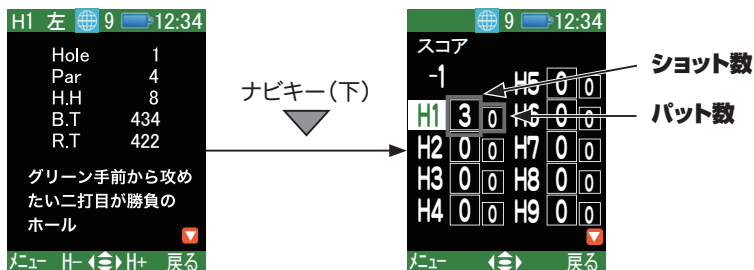 H1 左 9 12:34
Hole 1
Par 4
H.H 8
B.T 434
R.T 422
グリーン手前から攻め
たい二打目が勝負の
ホール
メニュー H- H+ 戻る
ナビキー（下）
9 12:34
スコア
-1
H1 3 0
H2 0 0
H3 0 0
H4 0 0
H5 0 0
H6 0 0
H7 0 0
H8 0 0
H9 0 0
メニュー 戻る
ショット数
パット数